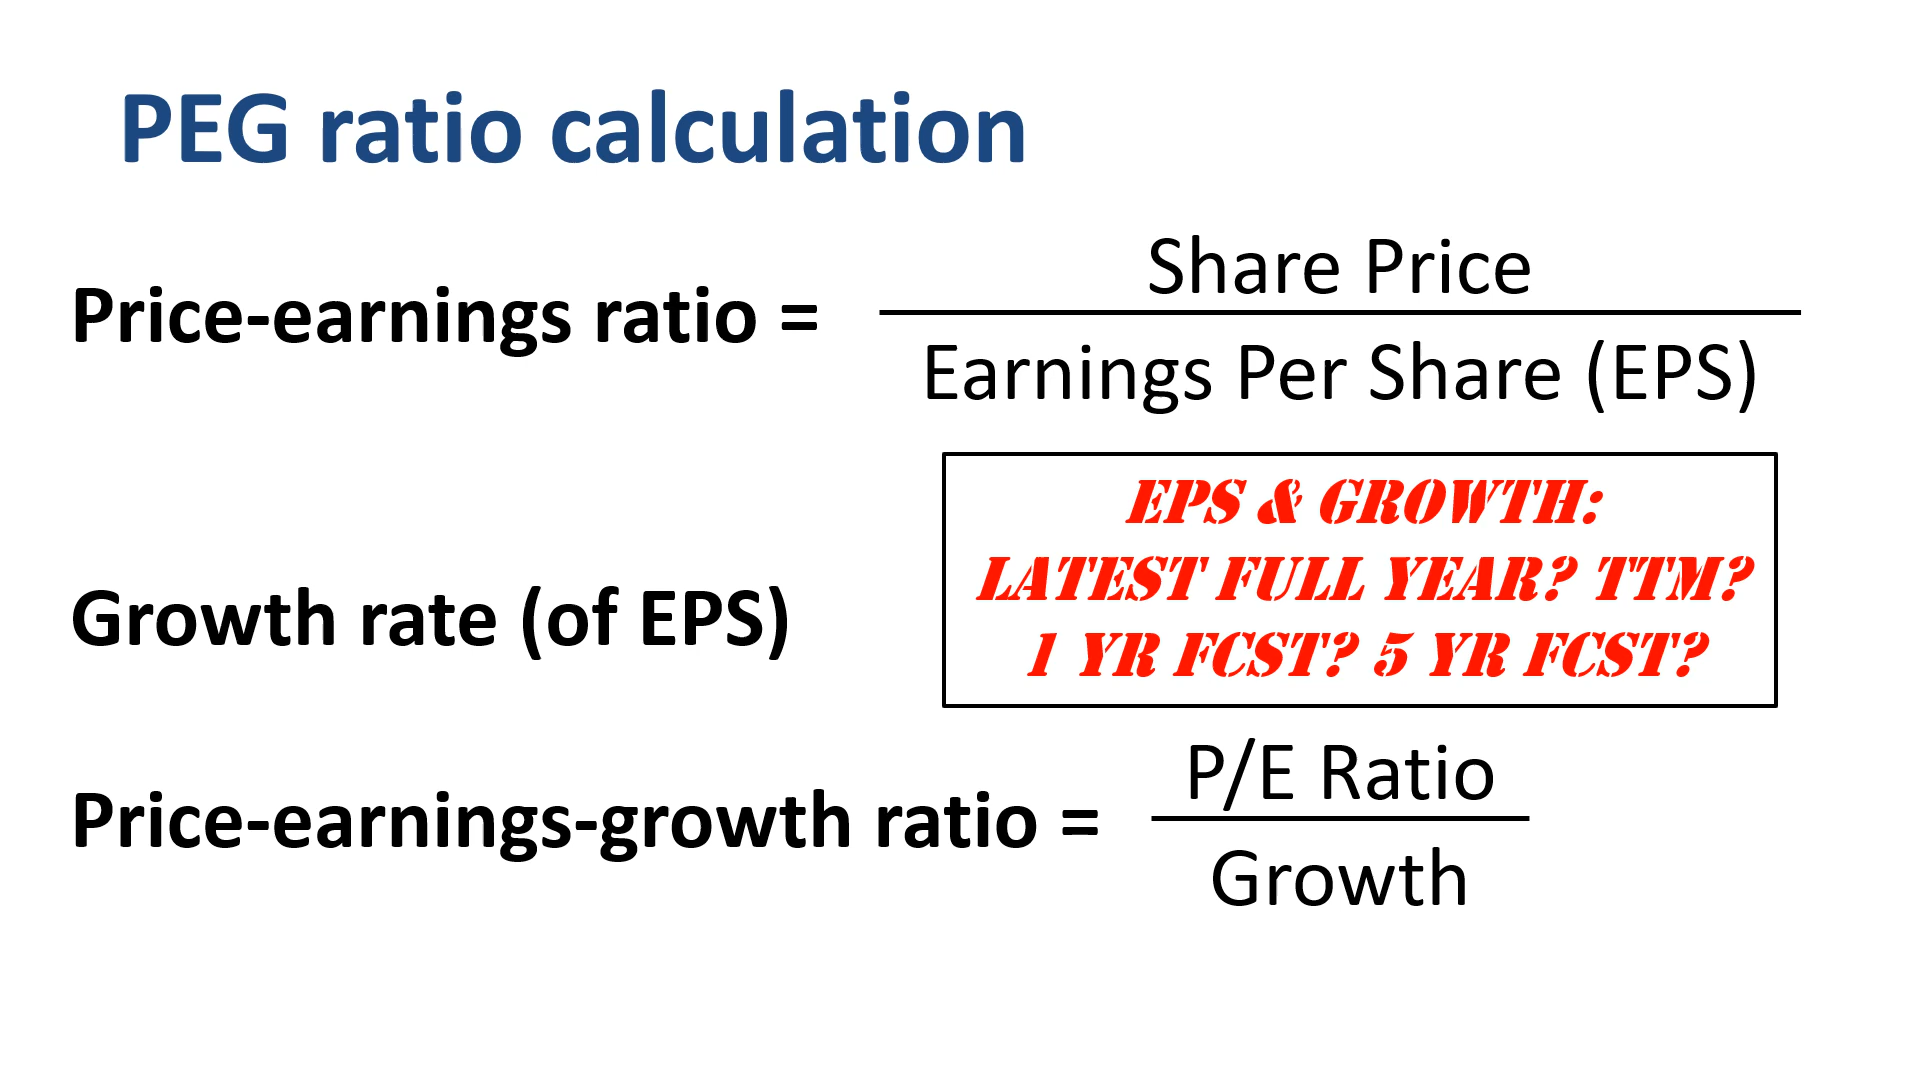 PEG ratio calculation
Price-earnings ratio =
Share Price
Earnings Per Share (EPS)
Growth rate (of EPS)
EPS & GROWTH:
LATEST FULL YEAR? TTM?
1 YR FCST? 5 YR FCST?
Price-earnings-growth ratio =
P/E Ratio
Growth